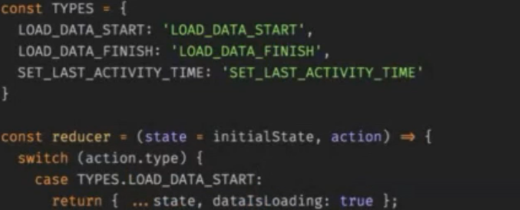 const TYPES = {
  LOAD_DATA_START: 'LOAD_DATA_START',
  LOAD_DATA_FINISH: 'LOAD_DATA_FINISH',
  SET_LAST_ACTIVITY_TIME: 'SET_LAST_ACTIVITY_TIME'
}

const reducer = (state = initialState, action) => {
  switch (action.type) {
    case TYPES.LOAD_DATA_START:
      return { ...state, dataIsLoading: true };